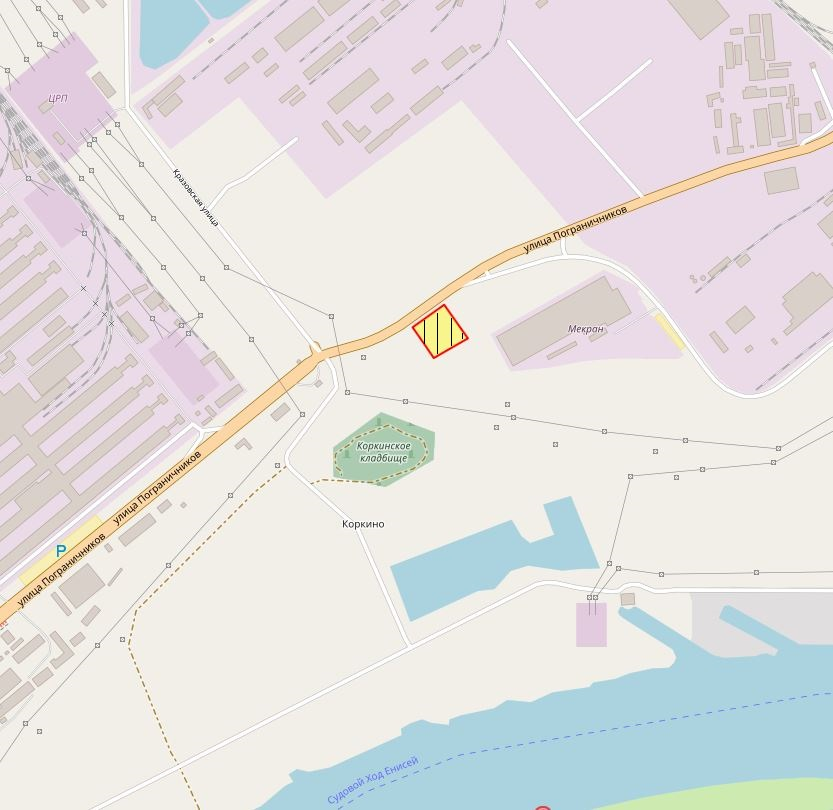 ЦРП
Кразовская улица
улица Пограничников
Мекран
Коркинское
кладбище
улица Пограничников
Коркино
P
улица Пограничников
Судовой Ход Енисей